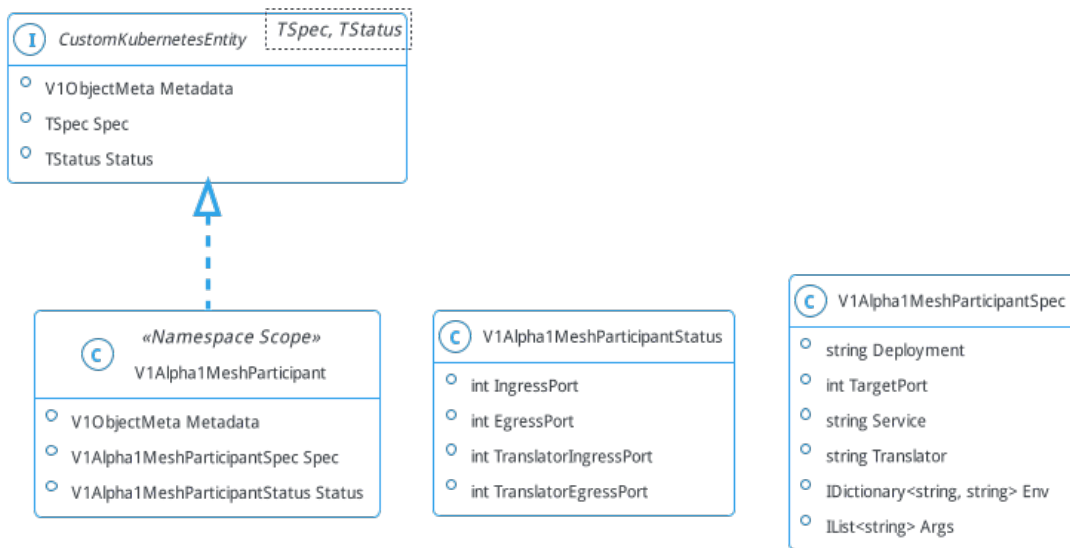 I CustomKubernetesEntity
TSpec, TStatus
V1ObjectMeta Metadata
TSpec Spec
TStatus Status
«Namespace Scope»
C V1Alpha1MeshParticipant
V1ObjectMeta Metadata
V1Alpha1MeshParticipantSpec Spec
V1Alpha1MeshParticipantStatus Status
C V1Alpha1MeshParticipantStatus
int IngressPort
int EgressPort
int TranslatorIngressPort
int TranslatorEgressPort
C V1Alpha1MeshParticipantSpec
string Deployment
int TargetPort
string Service
string Translator
IDictionary<string, string> Env
IList<string> Args